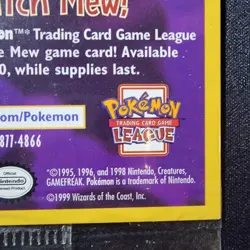 tch Mew!
on™* Trading Card Game League
e Mew game card! Available
0, while supplies last.
om/Pokemon
877-4866
POKéMON
TRADING CARD GAME
LEAGUE
Official
Nintendo
©1995, 1996, and 1998 Nintendo, Creatures,
GAMEFREAK. Pokémon is a trademark of Nintendo.
©1999 Wizards of the Coast, Inc.